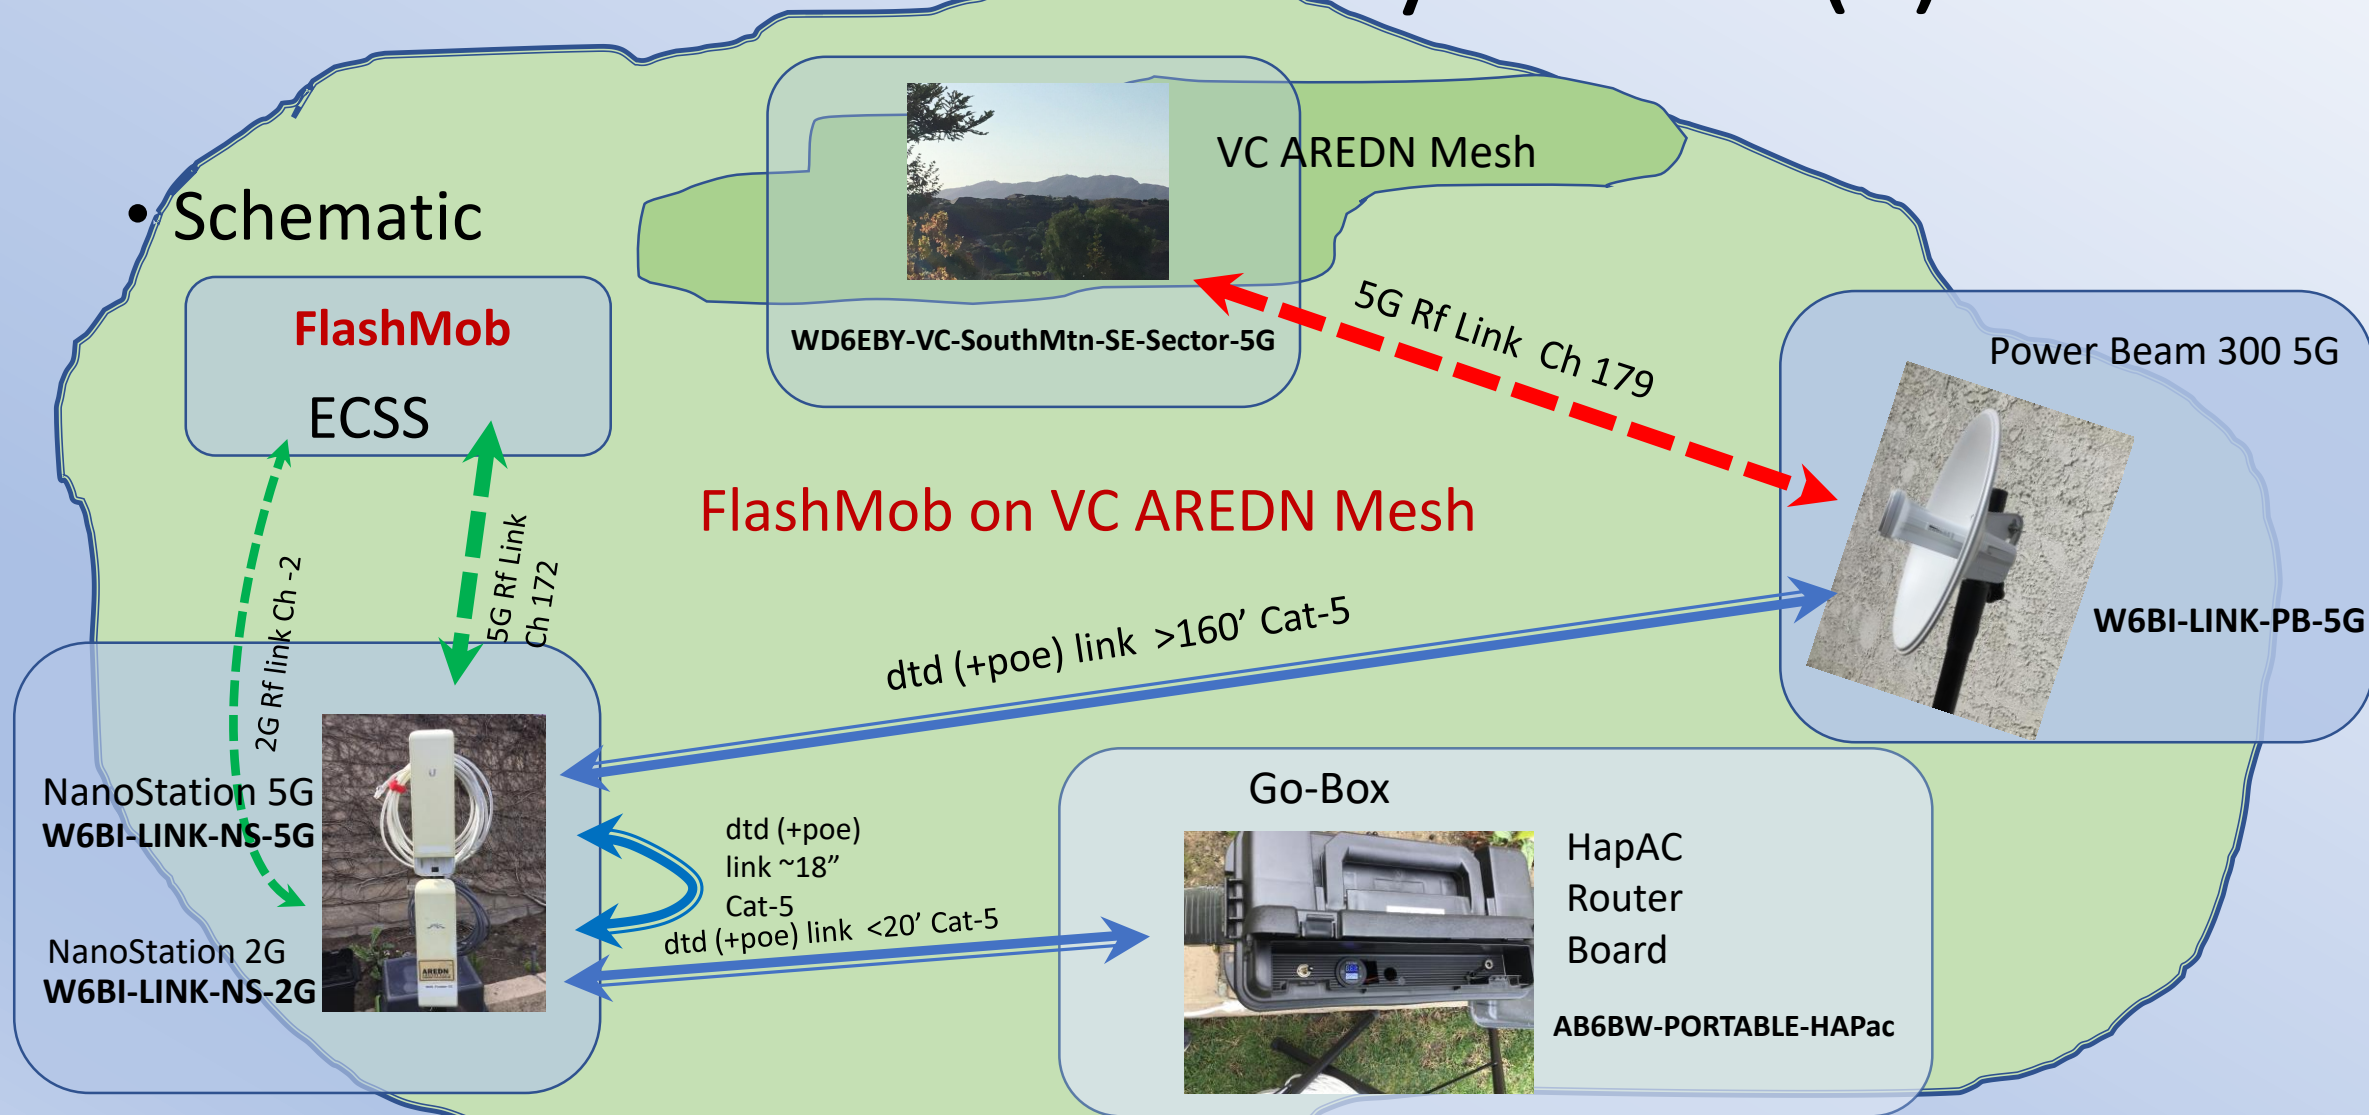 • Schematic
VC AREDN Mesh
WD6EBY-VC-SouthMtn-SE-Sector-5G
FlashMob
ECSS
5G Rf Link Ch 179
Power Beam 300 5G
W6BI-LINK-PB-5G
FlashMob on VC AREDN Mesh
2G Rf link Ch -2
5G Rf Link
Ch 172
dtd (+poe) link >160’ Cat-5
NanoStation 5G
W6BI-LINK-NS-5G
NanoStation 2G
W6BI-LINK-NS-2G
AREDN
dtd (+poe)
link ~18”
Cat-5
dtd (+poe) link <20’ Cat-5
Go-Box
HapAC
Router
Board
AB6BW-PORTABLE-HAPac